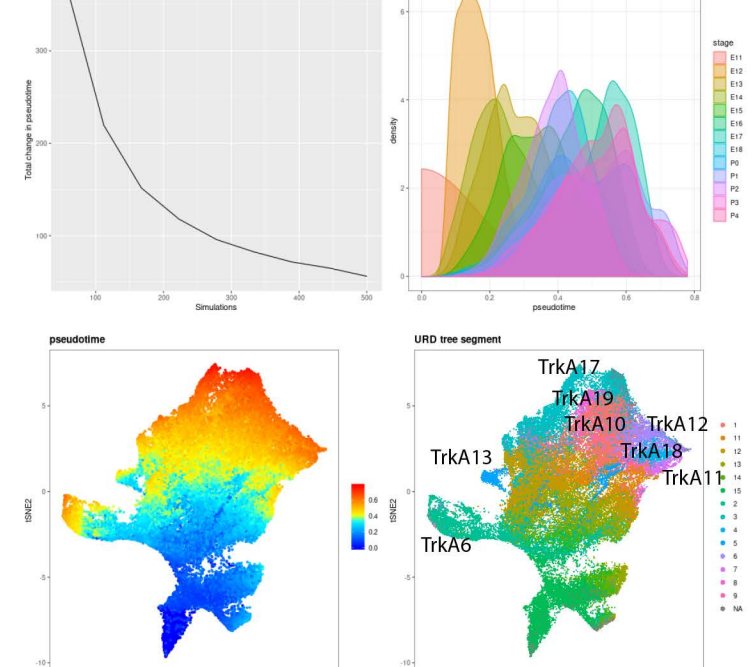 Total change in pseudotime
300
200
100
100
200
300
400
500
Simulations
density
6
4
2
0
0.0
0.2
0.4
0.6
0.8
pseudotime
stage
E11
E12
E13
E14
E15
E16
E17
E18
P0
P1
P2
P3
P4
pseudotime
tSNE2
5
0
-5
-10
0.6
0.4
0.2
0.0
URD tree segment
tSNE2
5
0
-5
-10
TrkA17
TrkA19
TrkA10
TrkA12
TrkA18
TrkA13
TrkA11
TrkA6
1
11
12
13
14
15
2
3
4
5
6
7
8
9
NA